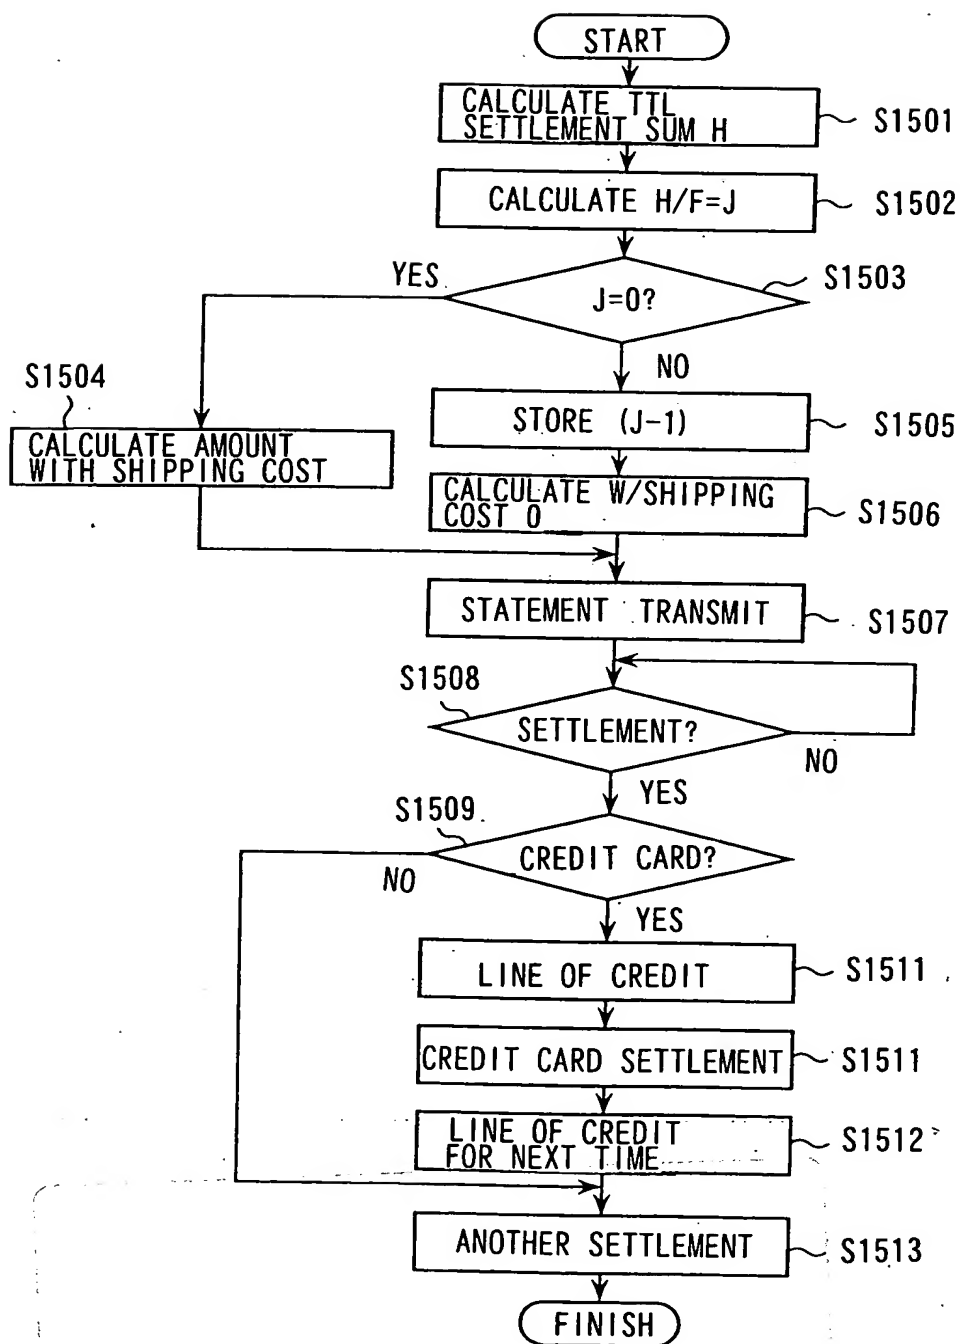 START
CALCULATE TTL
SETTLEMENT SUM H
S1501
CALCULATE H/F=J
S1502
YES
J=0?
S1503
NO
S1504
CALCULATE AMOUNT
WITH SHIPPING COST
STORE (J-1)
S1505
CALCULATE W/SHIPPING
COST 0
S1506
STATEMENT TRANSMIT
S1507
S1508
SETTLEMENT?
NO
YES
S1509
CREDIT CARD?
NO
YES
LINE OF CREDIT
S1511
CREDIT CARD SETTLEMENT
S1511
LINE OF CREDIT
FOR NEXT TIME
S1512
ANOTHER SETTLEMENT
S1513
FINISH